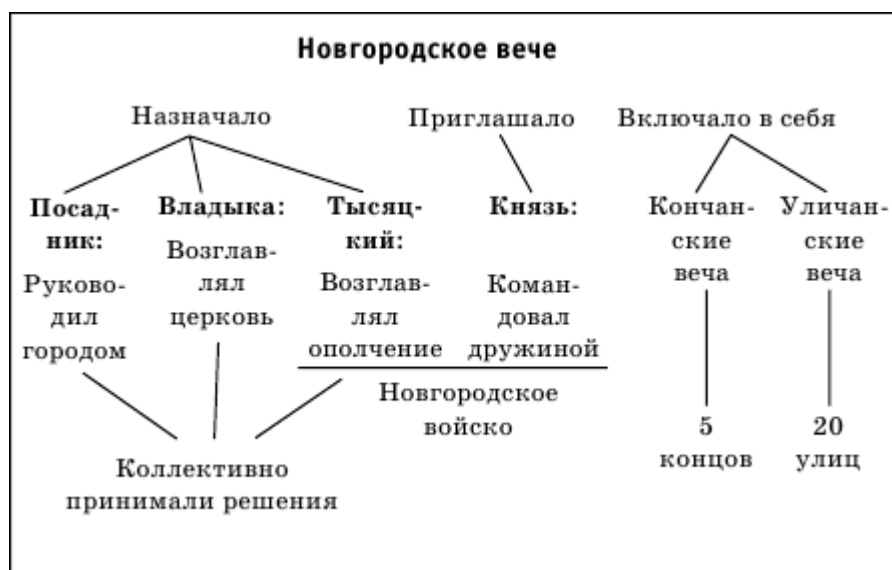 Новгородское вече
Назначало
Приглашало
Включало в себя
Посад-
ник:
Руково-
дил
городом
Владыка:
Возглав-
лял
церковь
Тысяц-
кий:
Возглав-
лял
ополчение
Князь:
Коман-
довал
дружиной
Кончан-
ские
веча
Уличан-
ские
веча
Новгородское
войско
5
концов
20
улиц
Коллективно
принимали решения